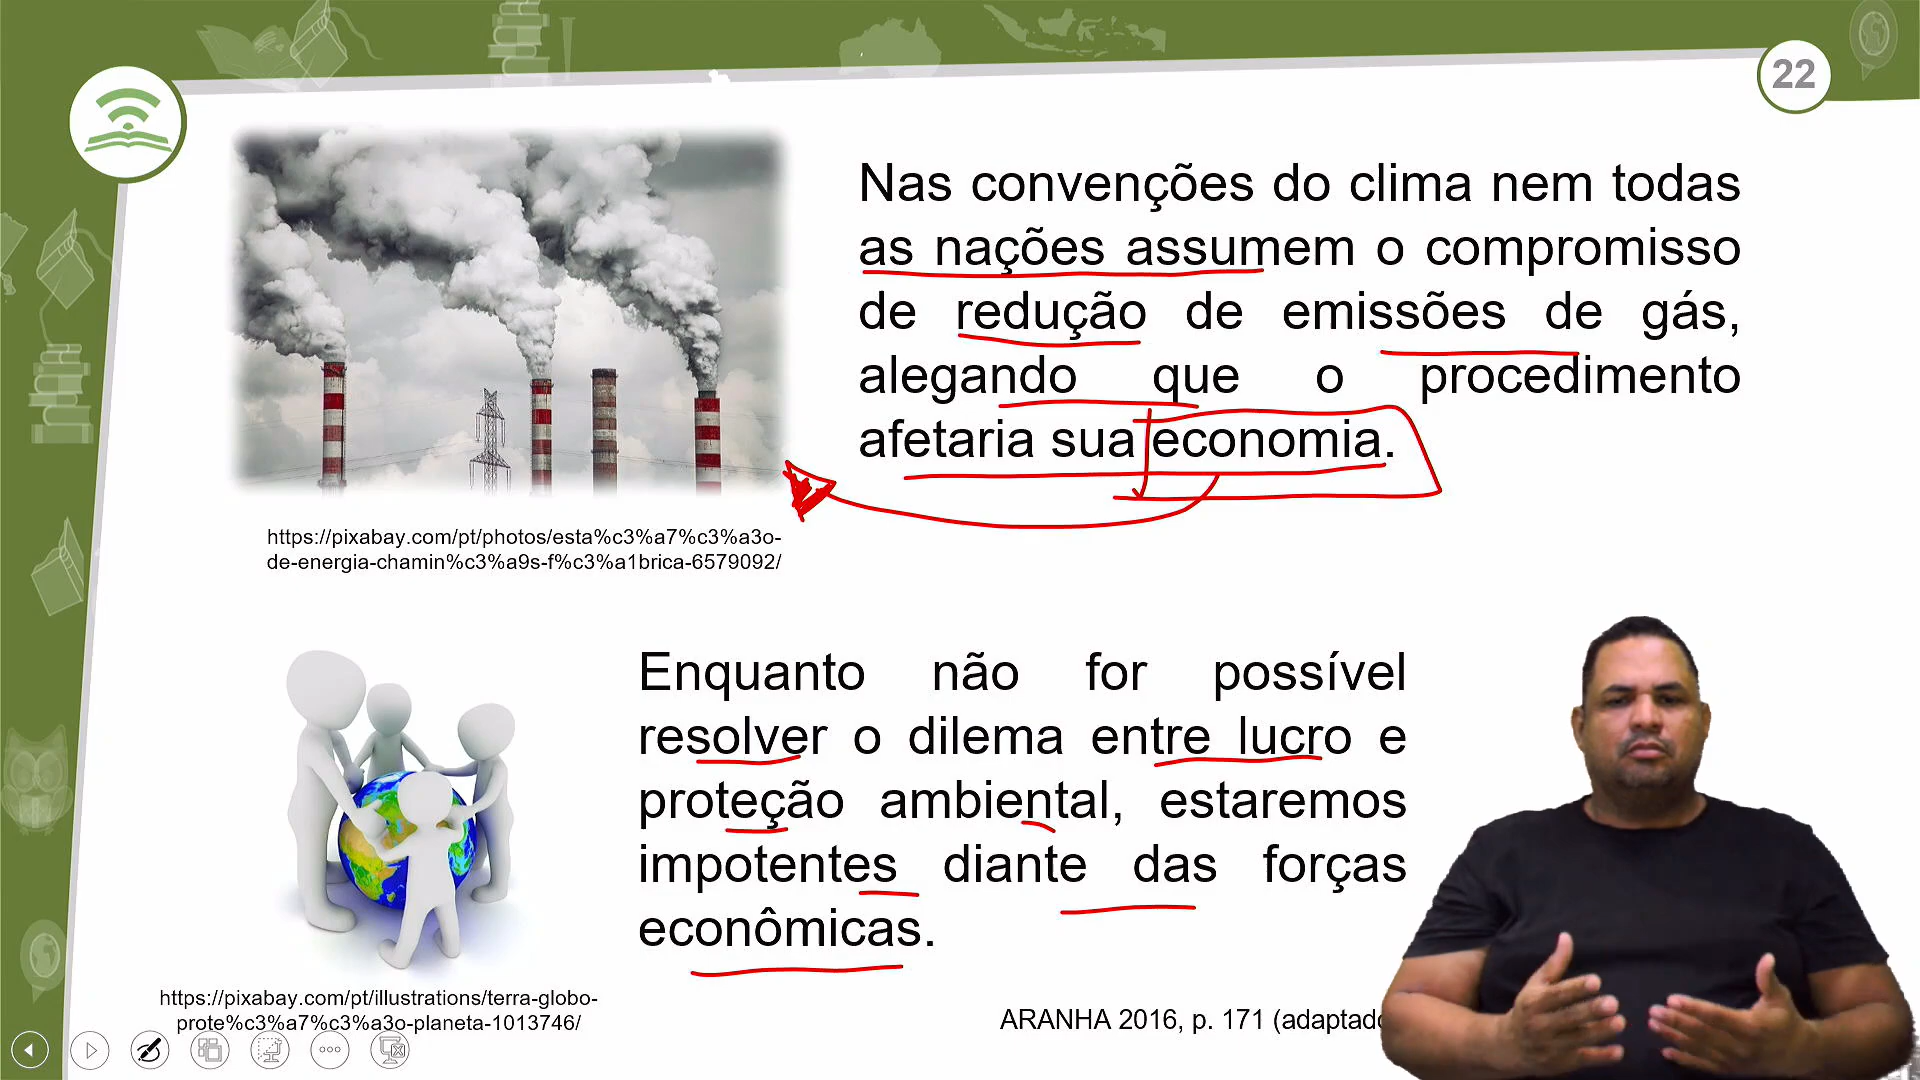 22
Nas convenções do clima nem todas
as nações assumem o compromisso
de redução de emissões de gás,
alegando que o procedimento
afetaria sua economia.
https://pixabay.com/pt/photos/esta%c3%a7%c3%a3o-
de-energia-chamin%c3%a9s-f%c3%a1brica-6579092/
Enquanto não for possível
resolver o dilema entre lucro e
proteção ambiental, estaremos
impotentes diante das forças
econômicas.
https://pixabay.com/pt/illustrations/terra-globo-
prote%c3%a7%c3%a3o-planeta-1013746/
ARANHA 2016, p. 171 (adaptado